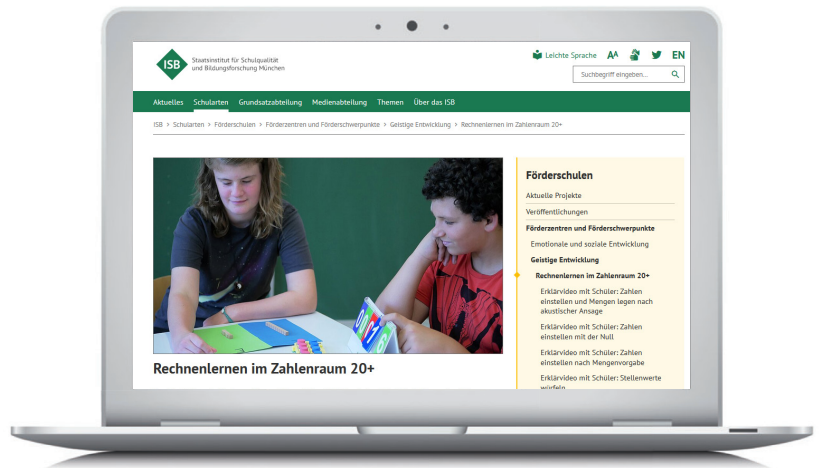 ISB
Staatsinstitut für Schulqualität
und Bildungsforschung München
Leichte Sprache AA EN
Suchbegriff eingeben...
Aktuelles Schularten Grundsatzabteilung Medienabteilung Themen Über das ISB
ISB > Schularten > Förderschulen > Förderzentren und Förderschwerpunkte > Geistige Entwicklung > Rechnenlernen im Zahlenraum 20+
Rechnenlernen im Zahlenraum 20+
Förderschulen
Aktuelle Projekte
Veröffentlichungen
Förderzentren und Förderschwerpunkte
Emotionale und soziale Entwicklung
Geistige Entwicklung
Rechnenlernen im Zahlenraum 20+
Erklärvideo mit Schüler: Zahlen
einstellen und Mengen legen nach
akustischer Ansage
Erklärvideo mit Schüler: Zahlen
einstellen mit der Null
Erklärvideo mit Schüler: Zahlen
einstellen nach Mengenvorgabe
Erklärvideo mit Schüler: Stellenwerte
würfeln